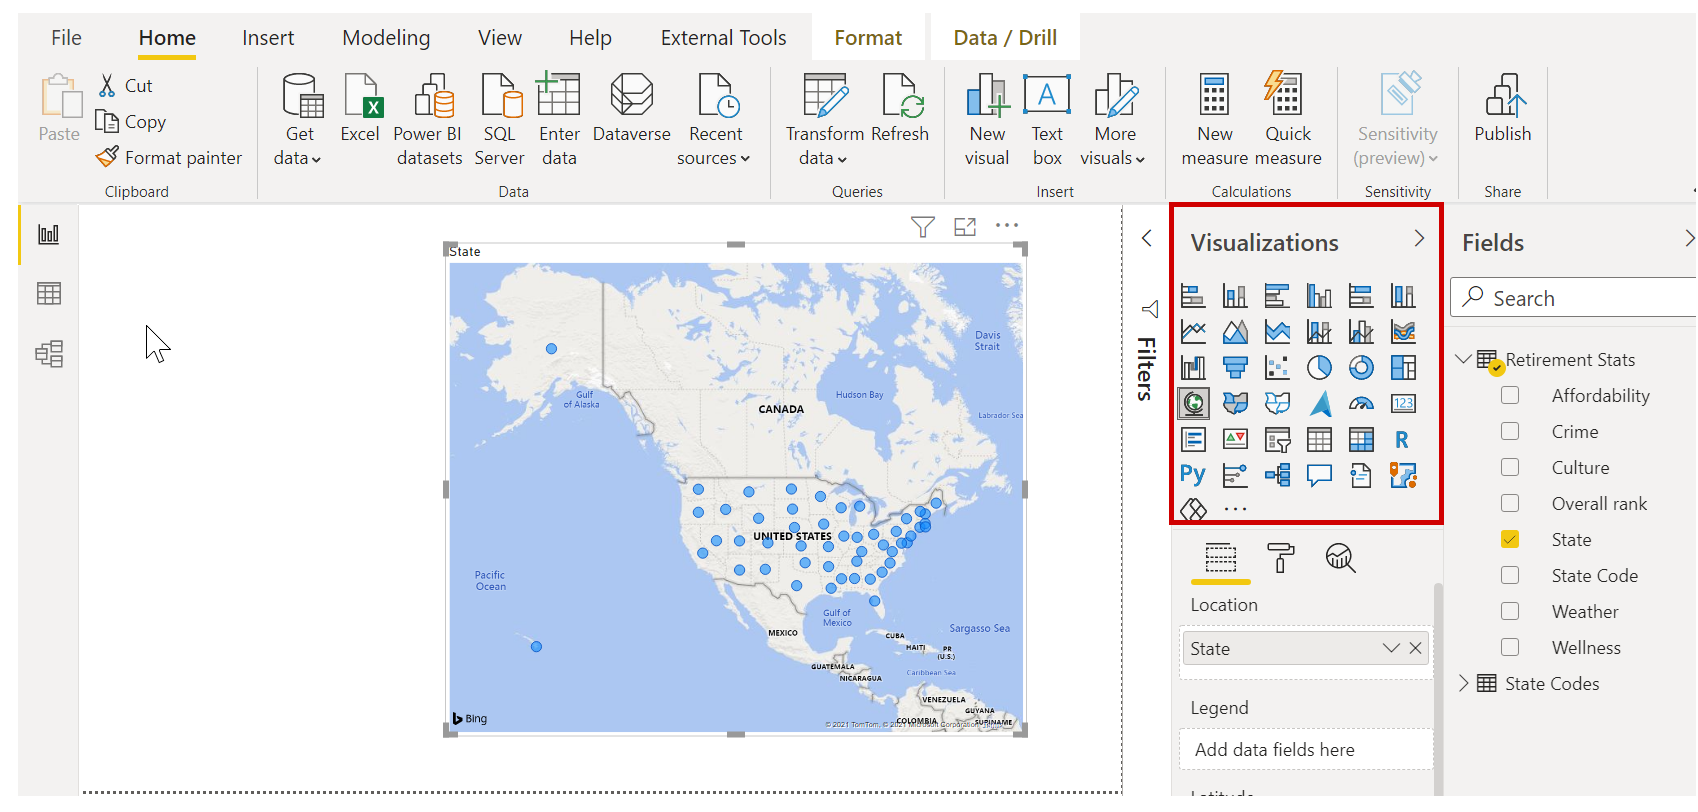 File Home Insert Modeling View Help External Tools Format Data / Drill
Paste
Cut
Copy
Format painter
Clipboard
Get
data
Excel
Power BI
datasets
SQL
Server
Enter
data
Dataverse
Recent
sources
Data
Transform
data
Refresh
Queries
New
visual
Text
box
More
visuals
Insert
New
measure
Quick
measure
Calculations
Sensitivity
(preview)
Sensitivity
Publish
Share
State
Davis
Strait
Gulf
of Alaska
Hudson Bay
CANADA
Labrador Sea
UNITED STATES
Pacific
Ocean
Gulf of
Mexico
Sargasso Sea
MEXICO
CUBA
HAITI
PR
(U.S.)
GUATEMALA
NICARAGUA
Caribbean Sea
VENEZUELA
GUYANA
COLOMBIA
SURINAME
Bing
© 2021 TomTom, © 2021 Microsoft Corporation
Filters
Visualizations
123
R
Py
Location
State
Legend
Add data fields here
Latitude
Fields
Search
Retirement Stats
Affordability
Crime
Culture
Overall rank
State
State Code
Weather
Wellness
State Codes